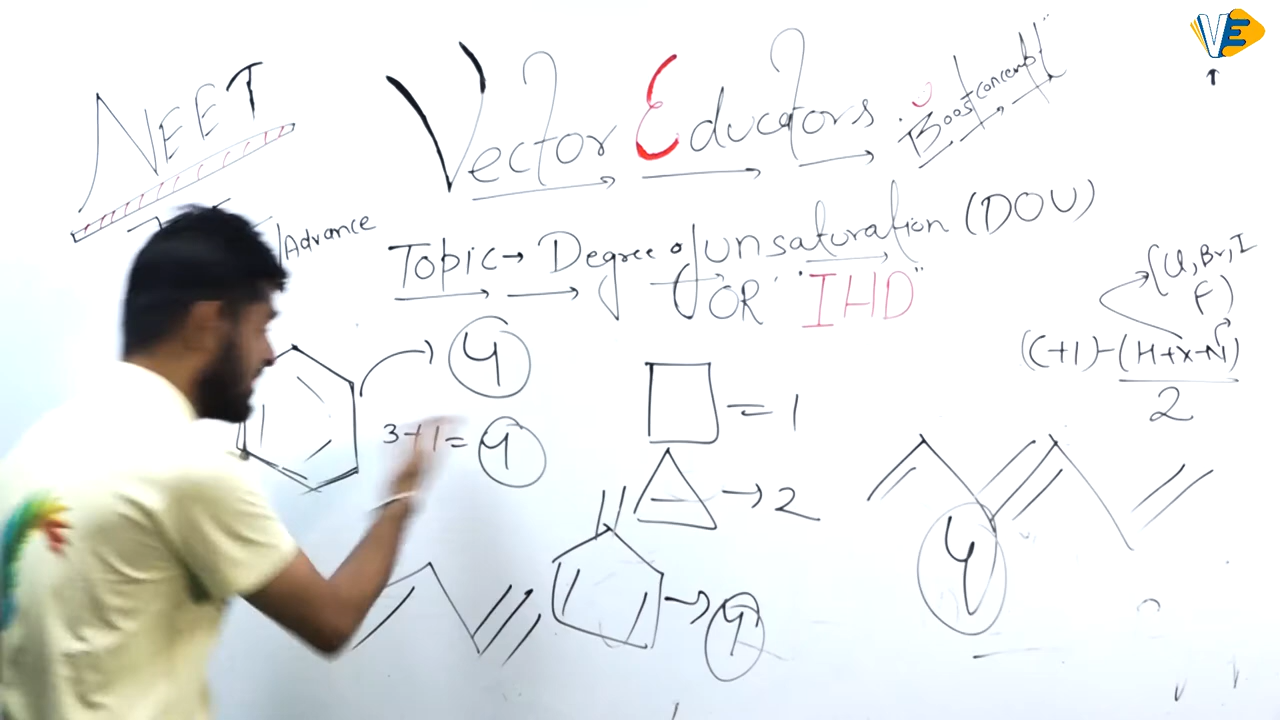 VE
NEET
Vector Educators
Boost concept
/Advance
Topic → Degree of unsaturation (DOU)
OR "IHD"
(Cl, Br, I
F)
(C+1)-(H+X-N)
2
4
3+1=4
= 1
→ 2
→ 4
4